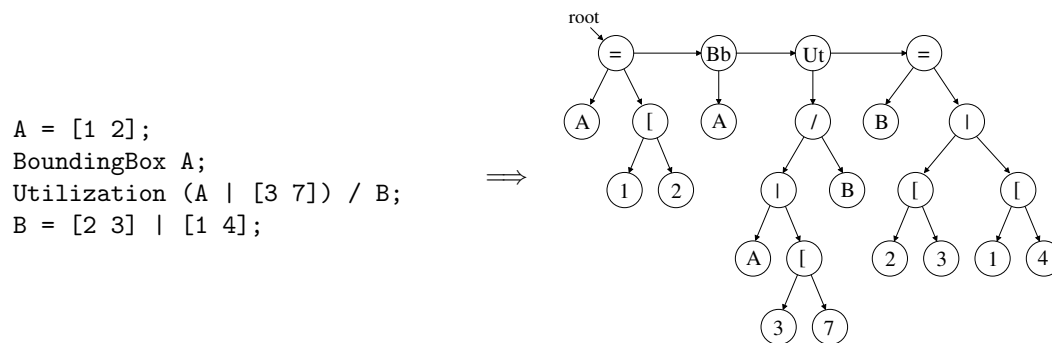 A = [1 2];
BoundingBox A;
Utilization (A | [3 7]) / B;
B = [2 3] | [1 4];
⟹
root
= Bb Ut =
A [ A / B |
1 2 | B [ [
A [ 2 3 1 4
3 7